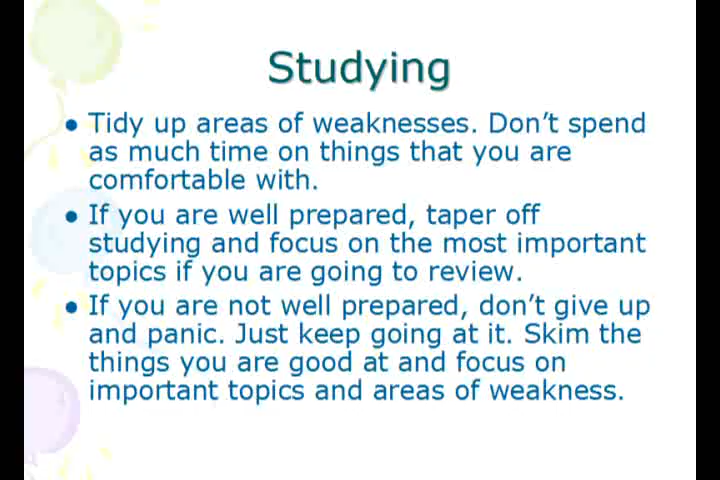 Studying
• Tidy up areas of weaknesses. Don't spend
as much time on things that you are
comfortable with.
• If you are well prepared, taper off
studying and focus on the most important
topics if you are going to review.
• If you are not well prepared, don't give up
and panic. Just keep going at it. Skim the
things you are good at and focus on
important topics and areas of weakness.